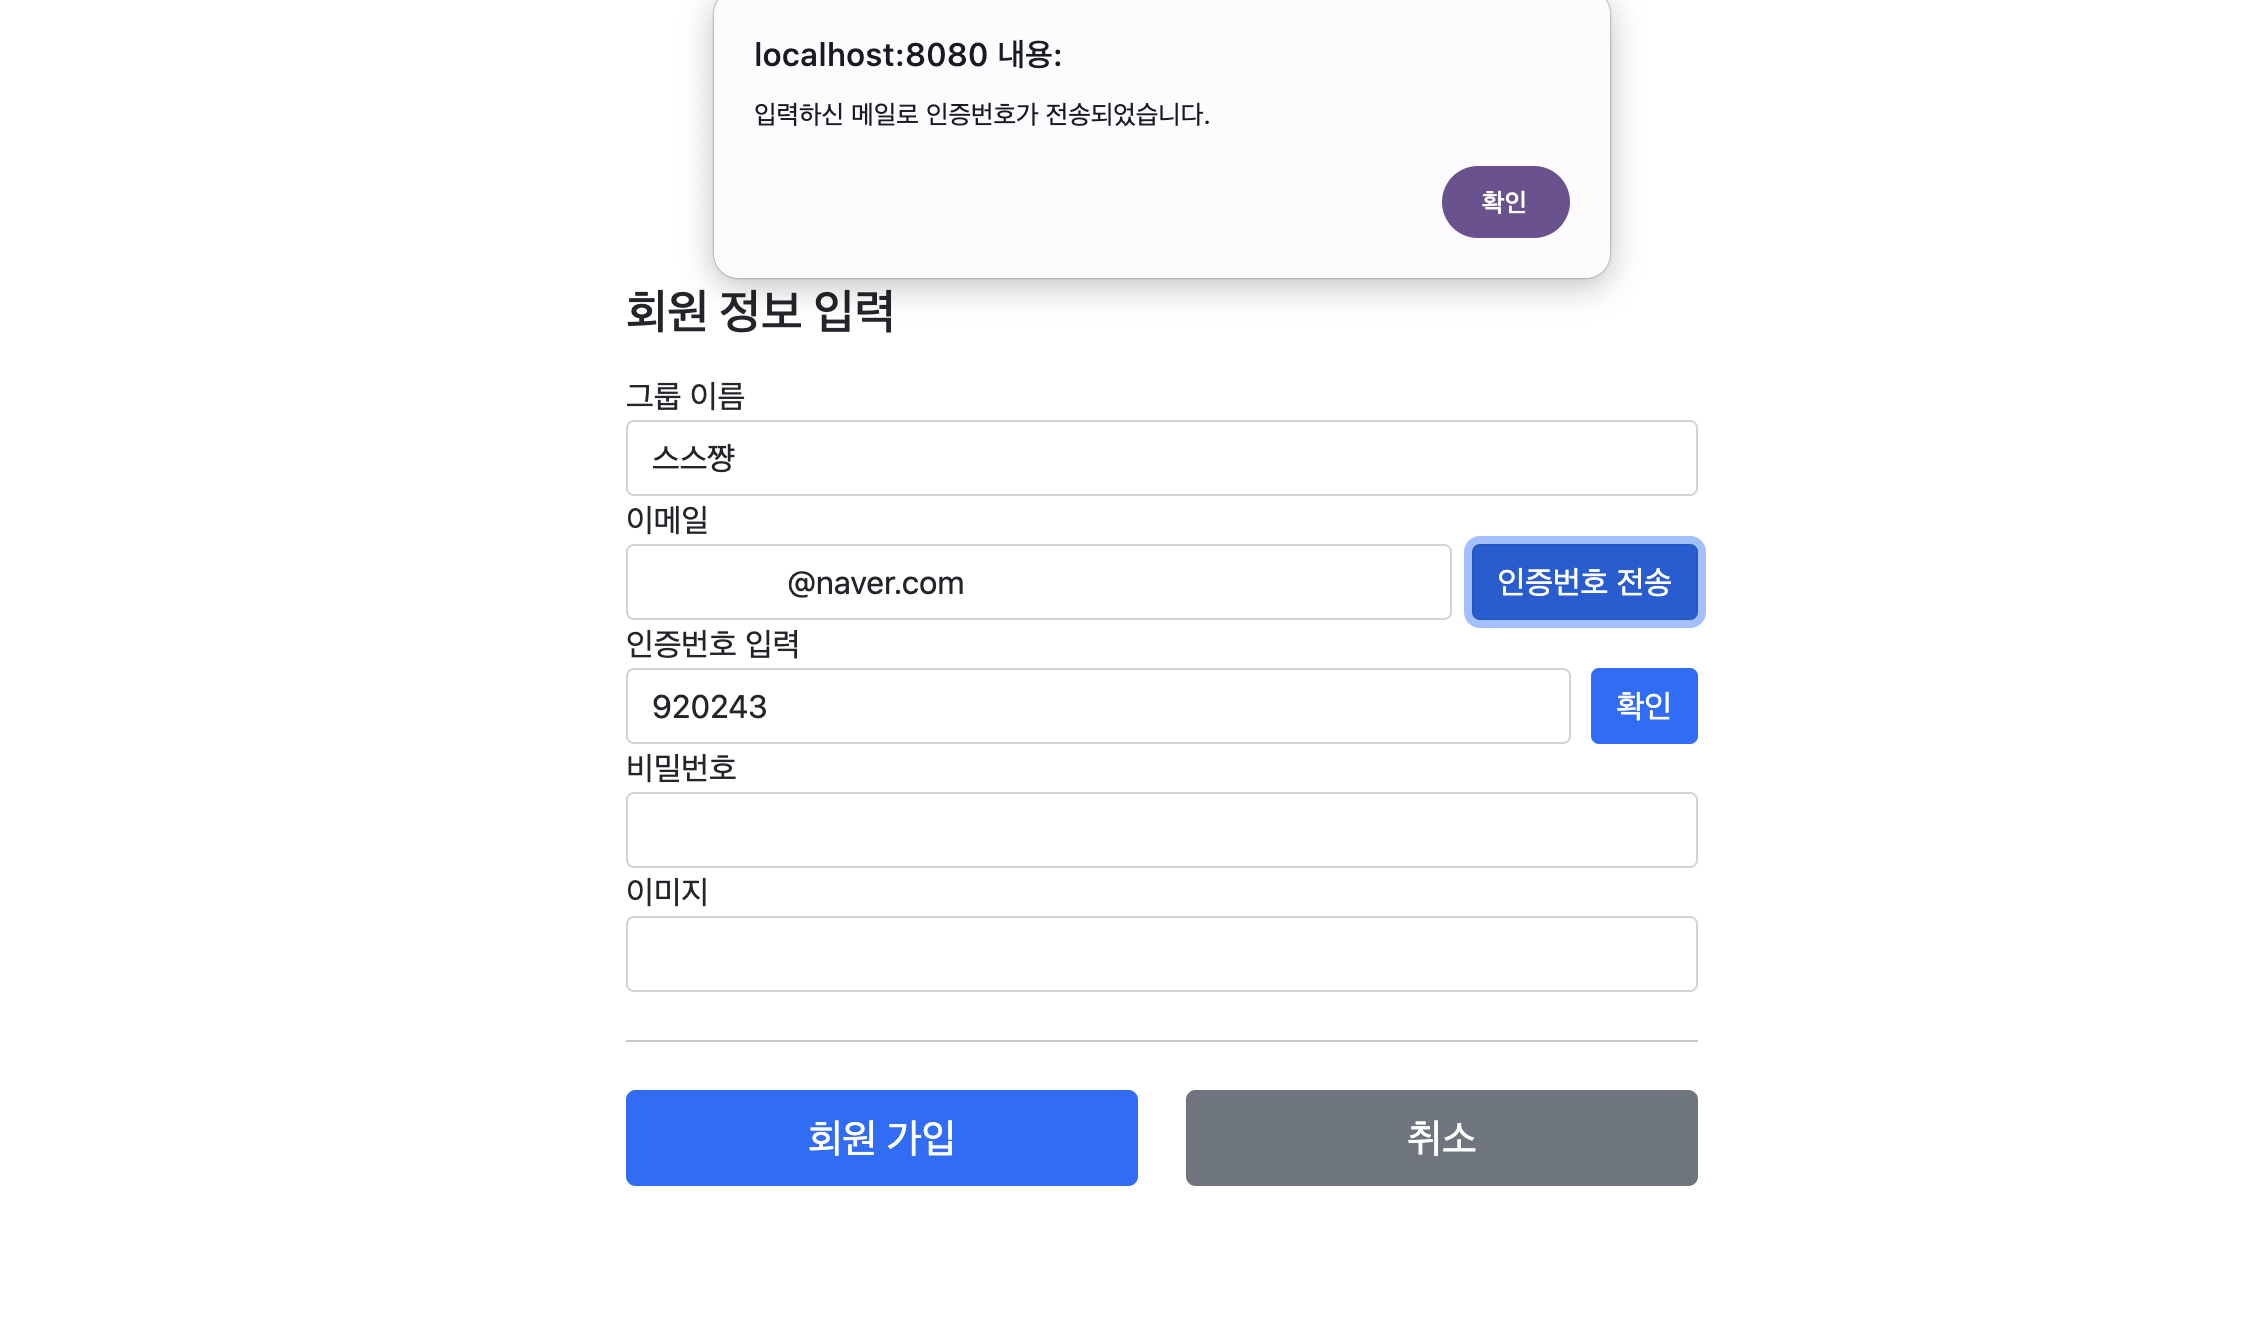 localhost:8080 내용:
입력하신 메일로 인증번호가 전송되었습니다.
확인
회원 정보 입력
그룹 이름
스스쨩
이메일
@naver.com
인증번호 전송
인증번호 입력
920243
확인
비밀번호
이미지
회원 가입
취소